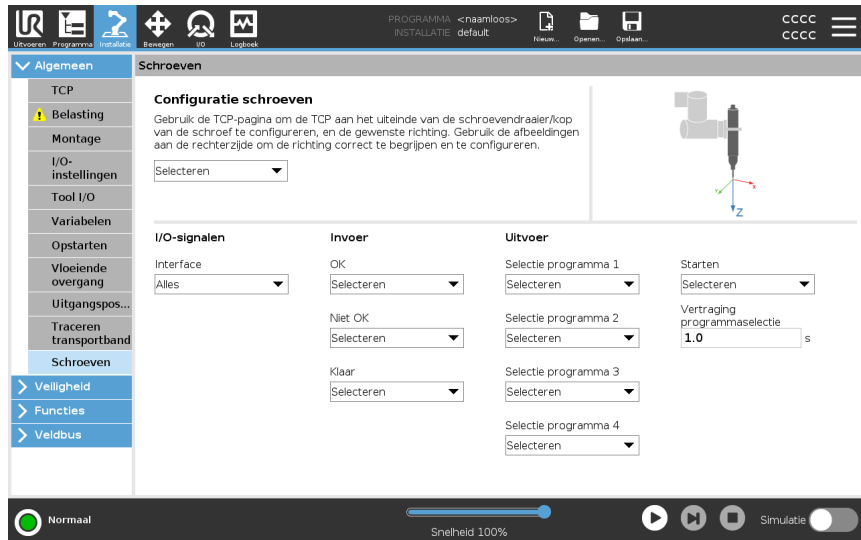 UR
PROGRAMMA <naamloos>
INSTALLATIE default
Uitvoeren Programma Installatie Bewegen I/O Logboek
Nieuw... Openen... Opslaan...
CCCC
CCCC
Algemeen
TCP
Belasting
Montage
I/O-
instellingen
Tool I/O
Variabelen
Opstarten
Vloeiende
overgang
Uitgangspos...
Traceren
transportband
Schroeven
Veiligheid
Functies
Veldbus
Schroeven
Configuratie schroeven
Gebruik de TCP-pagina om de TCP aan het uiteinde van de schroevendraaier/kop
van de schroef te configureren, en de gewenste richting. Gebruik de afbeeldingen
aan de rechterzijde om de richting correct te begrijpen en te configureren.
Selecteren
Y
X
Z
I/O-signalen
Interface
Alles
Invoer
OK
Selecteren
Niet OK
Selecteren
Klaar
Selecteren
Uitvoer
Selectie programma 1
Selecteren
Selectie programma 2
Selecteren
Selectie programma 3
Selecteren
Selectie programma 4
Selecteren
Starten
Selecteren
Vertraging
programmaselectie
1.0 s
Normaal
Snelheid 100%
Simulatie